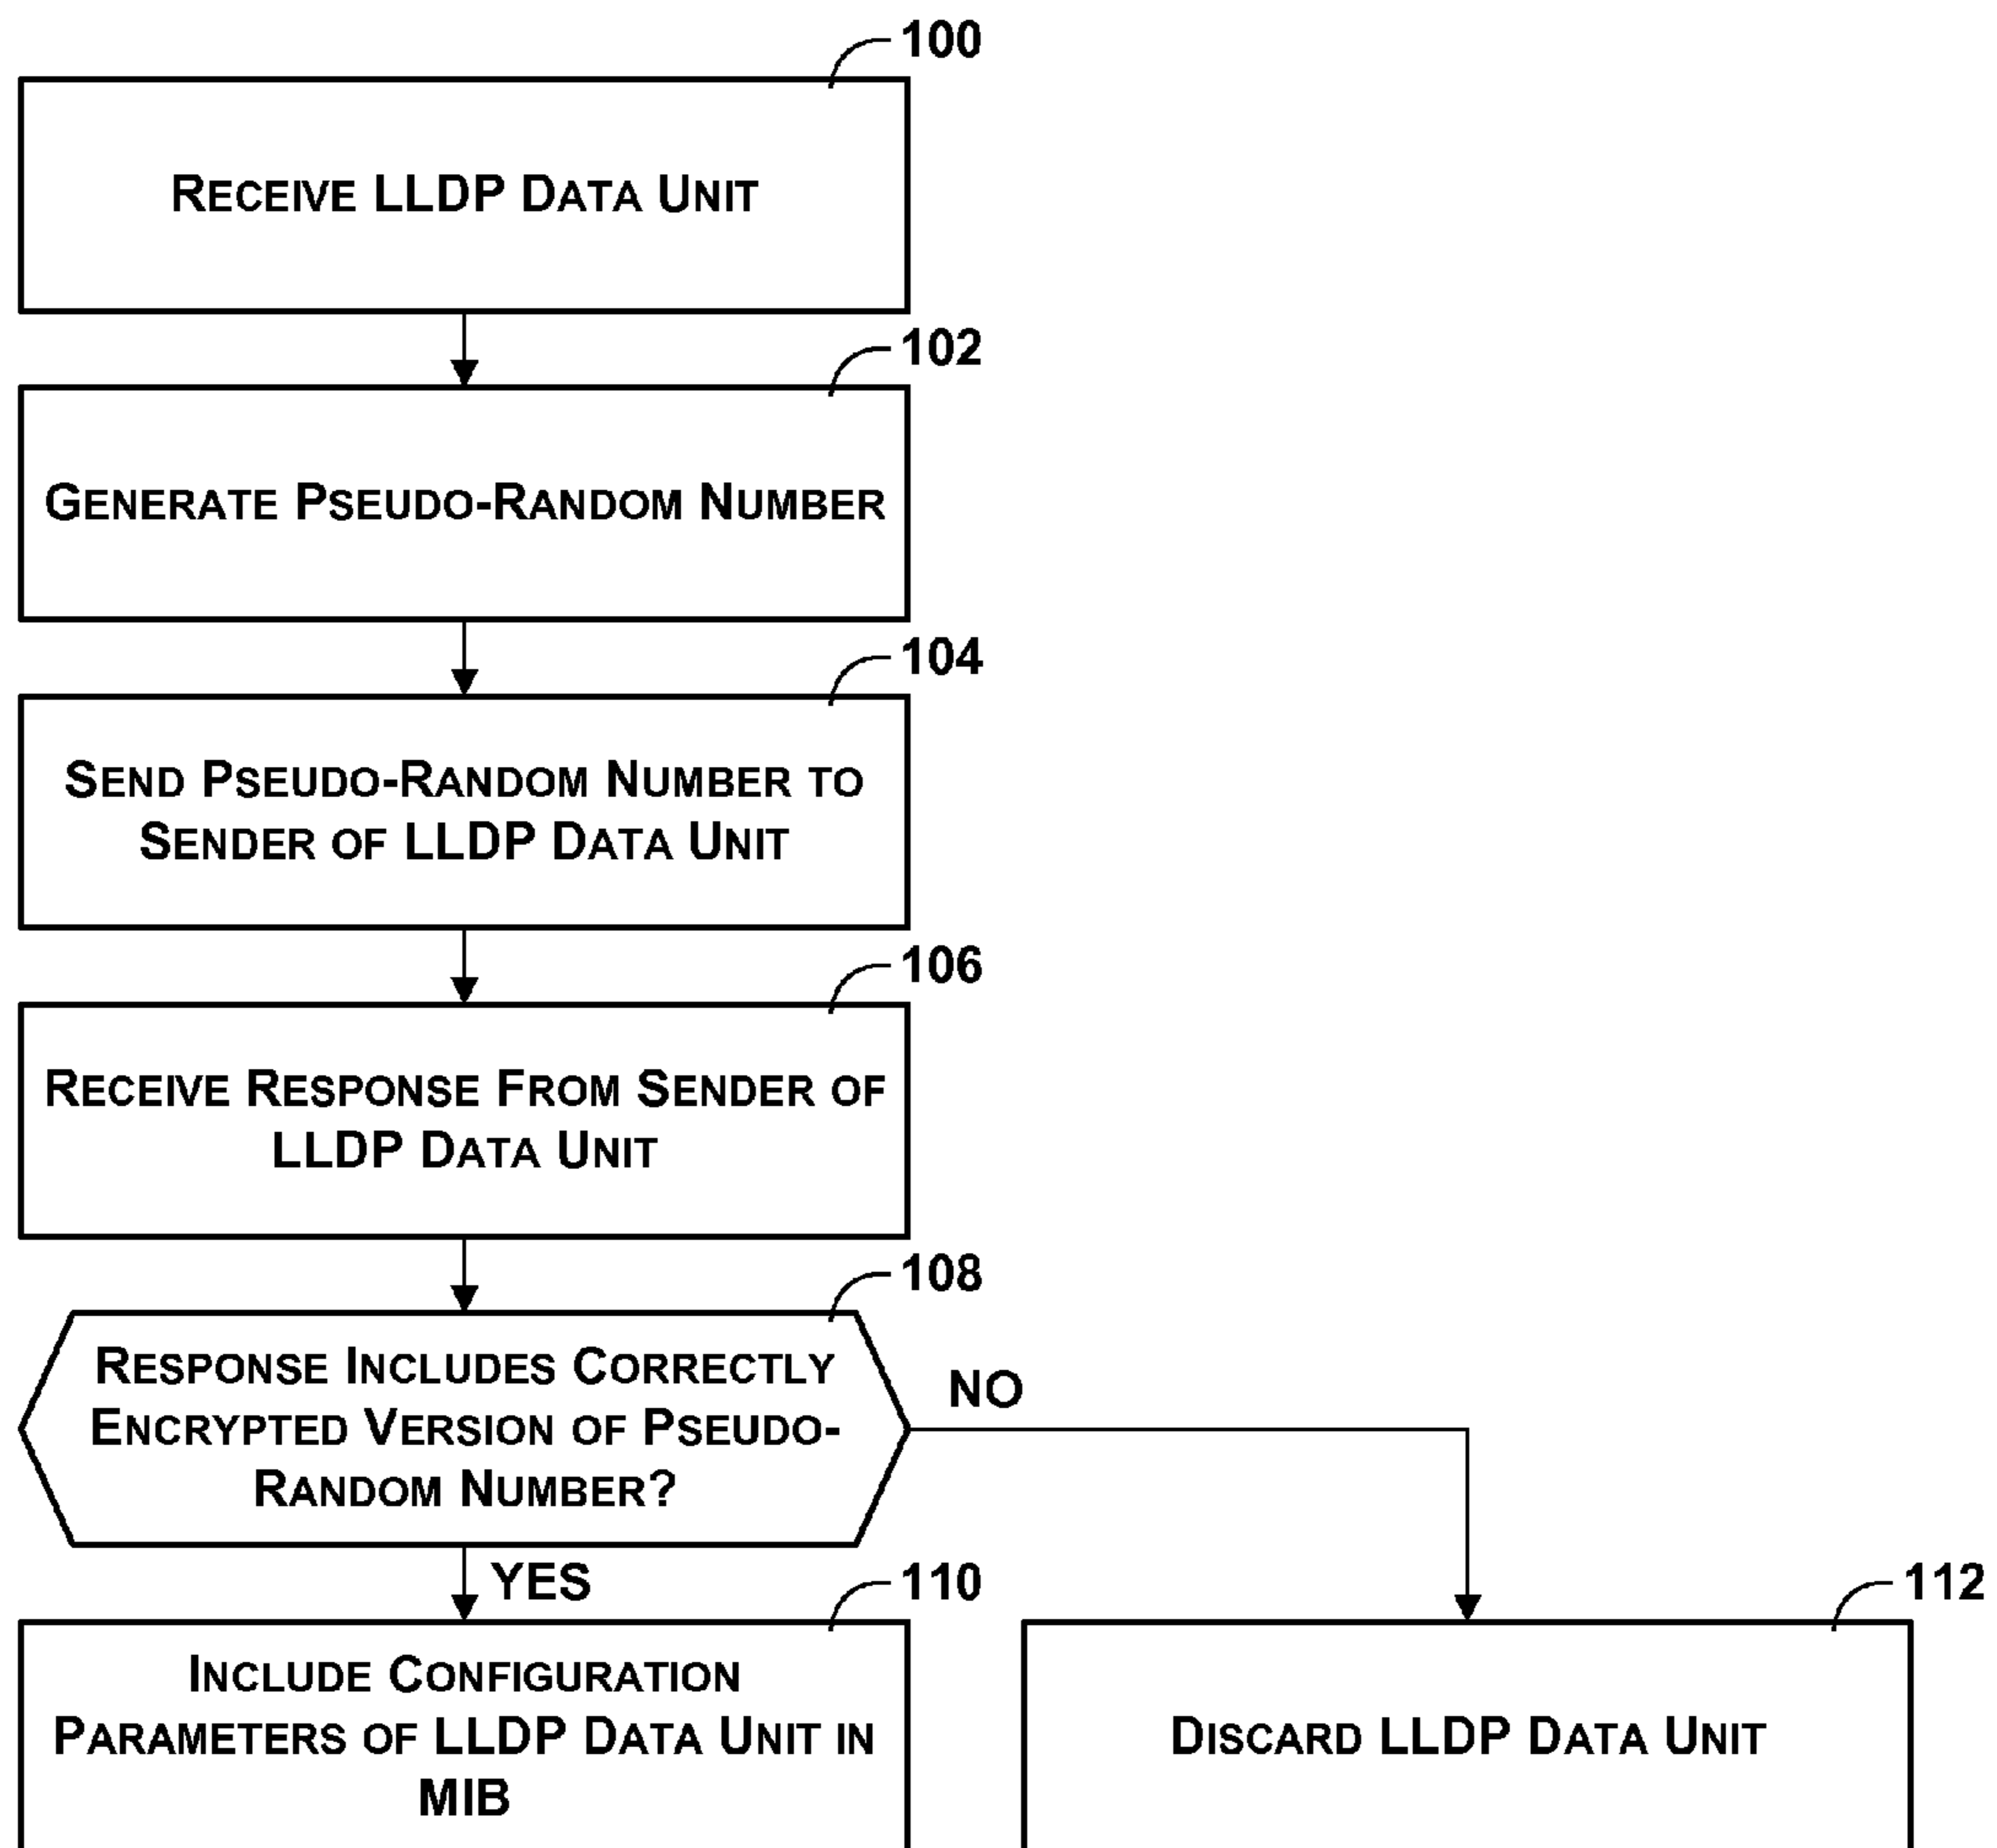 100
RECEIVE LLDP DATA UNIT
102
GENERATE PSEUDO-RANDOM NUMBER
104
SEND PSEUDO-RANDOM NUMBER TO
SENDER OF LLDP DATA UNIT
106
RECEIVE RESPONSE FROM SENDER OF
LLDP DATA UNIT
108
RESPONSE INCLUDES CORRECTLY
ENCRYPTED VERSION OF PSEUDO-
RANDOM NUMBER?
NO
YES
110
INCLUDE CONFIGURATION
PARAMETERS OF LLDP DATA UNIT IN
MIB
112
DISCARD LLDP DATA UNIT